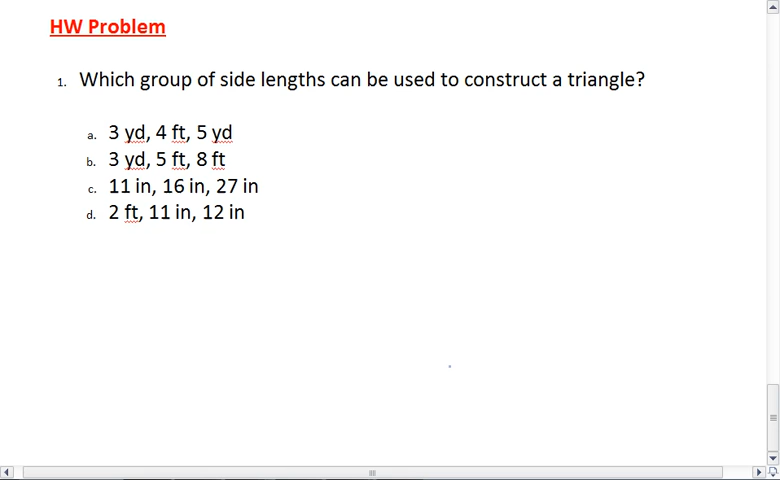 HW Problem
1. Which group of side lengths can be used to construct a triangle?
a. 3 yd, 4 ft, 5 yd
b. 3 yd, 5 ft, 8 ft
c. 11 in, 16 in, 27 in
d. 2 ft, 11 in, 12 in